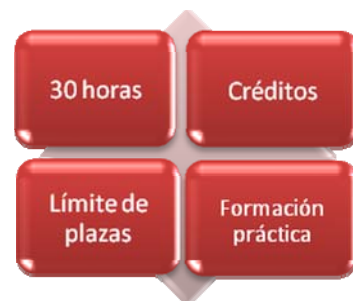 30 horas
Créditos
Límite de
plazas
Formación
práctica